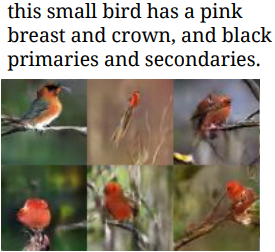 this small bird has a pink
breast and crown, and black
primaries and secondaries.